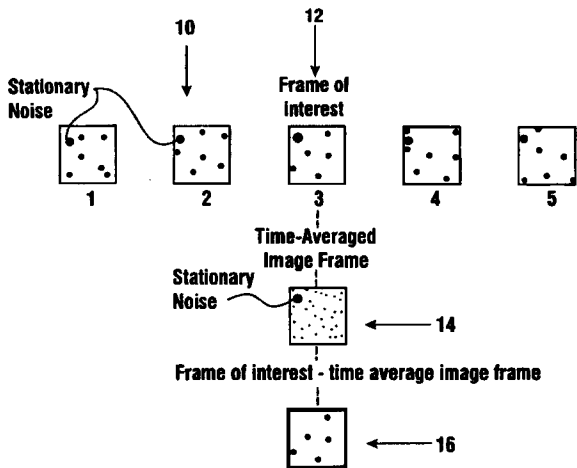 10
12
Stationary
Noise
Frame of
interest
1
2
3
4
5
Time-Averaged
Image Frame
Stationary
Noise
14
Frame of interest - time average image frame
16